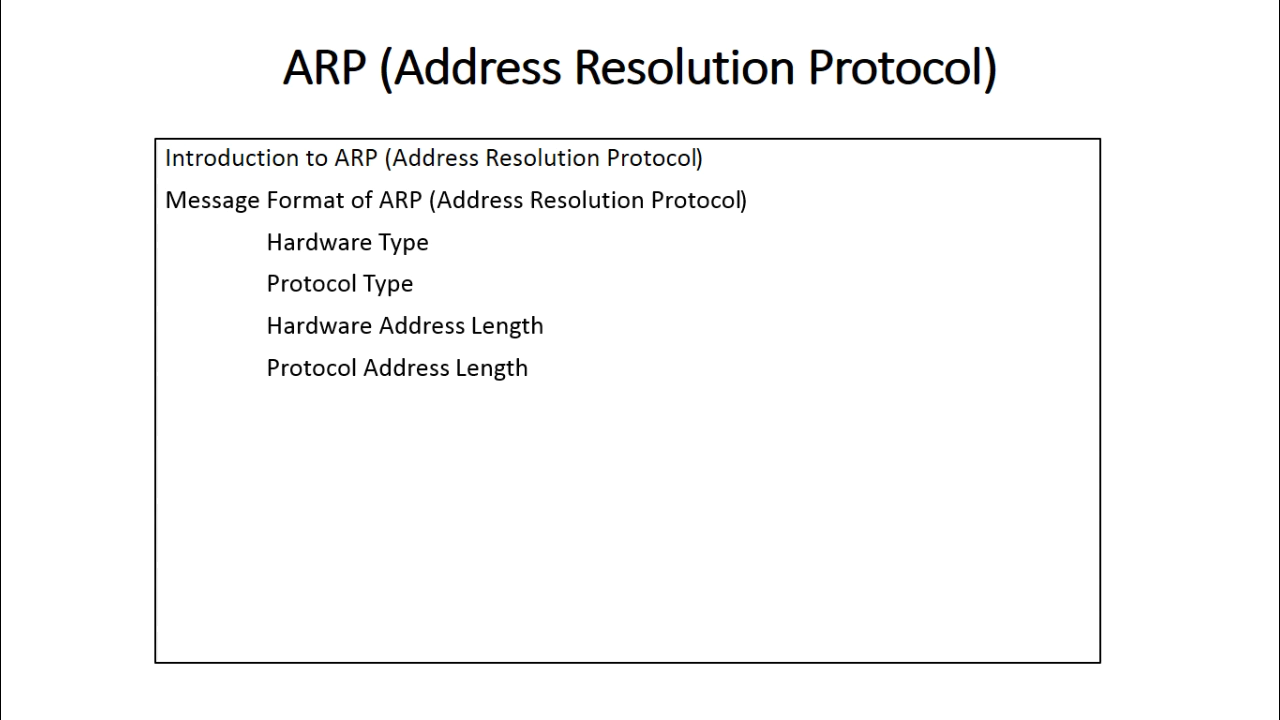 ARP (Address Resolution Protocol)
Introduction to ARP (Address Resolution Protocol)
Message Format of ARP (Address Resolution Protocol)
Hardware Type
Protocol Type
Hardware Address Length
Protocol Address Length